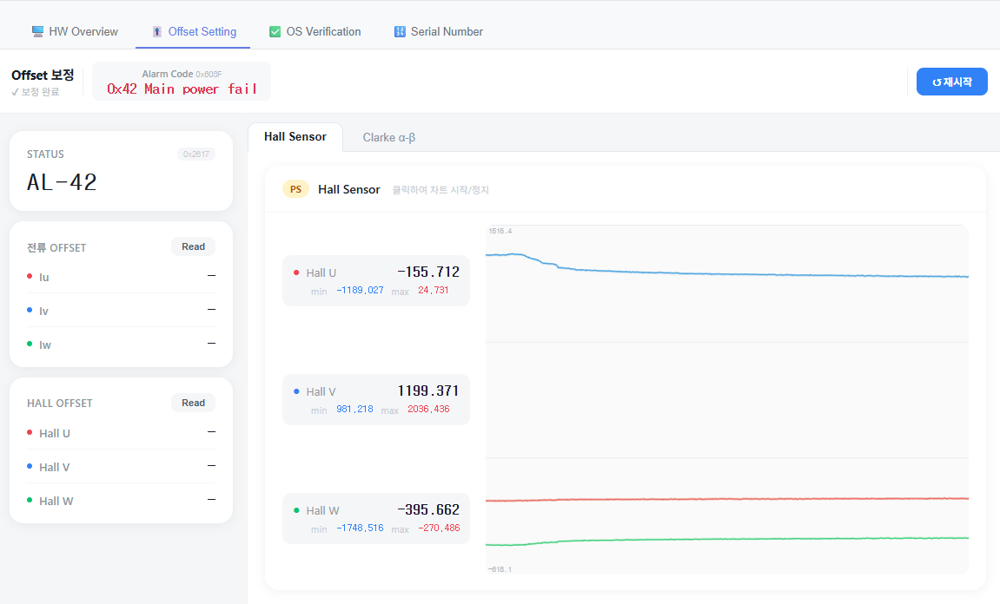 HW Overview
Offset Setting
OS Verification
Serial Number
Offset 보정
✓ 보정 완료
Alarm Code 0x603F
0x42 Main power fail
↺ 재시작
STATUS
0x2617
AL-42
전류 OFFSET
Read
Iu
—
Iv
—
Iw
—
HALL OFFSET
Read
Hall U
—
Hall V
—
Hall W
—
Hall Sensor
Clarke α-β
PS
Hall Sensor
클릭하여 차트 시작/정지
Hall U
-155.712
min -1189,027 max 24,731
Hall V
1199.371
min 981,218 max 2036,436
Hall W
-395.662
min -1748,516 max -270,486
1515.4
-618.1